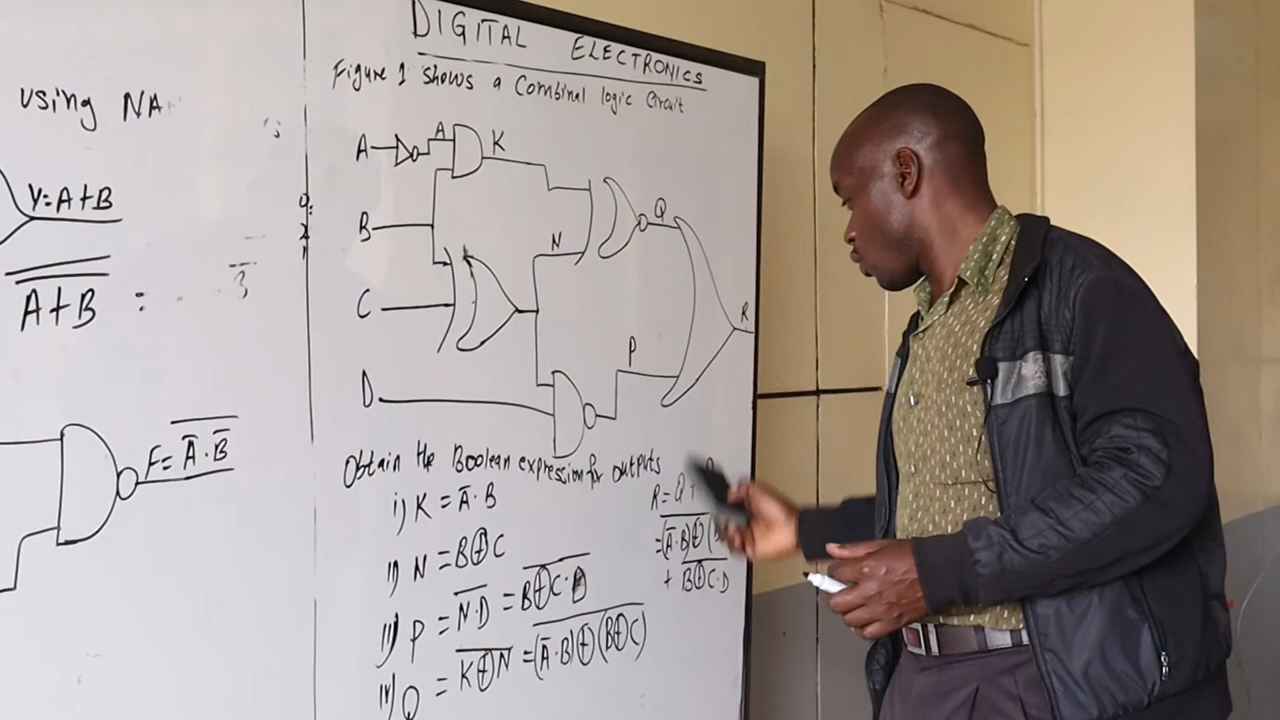 using NA
Y=A+B
A̅+̅B̅ :
3̅
F= A̅̅·̅B̅̅
DIGITAL ELECTRONICS
Figure 1 shows a Combinal logic Circuit
A
A
K
B
N
Q
C
R
P
D
Obtain the Boolean expression for outputs
i) K = A̅·B
ii) N = B⊕C
iii) P = N̅·̅D̅ = B̅⊕̅C̅·̅D̅
iv) Q = K̅⊕̅N̅ = (̅A̅·̅B̅)̅⊕̅(̅B̅⊕̅C̅)̅
R = Q +
= (A̅·B)⊕(B
+ B̅⊕̅C̅·̅D̅